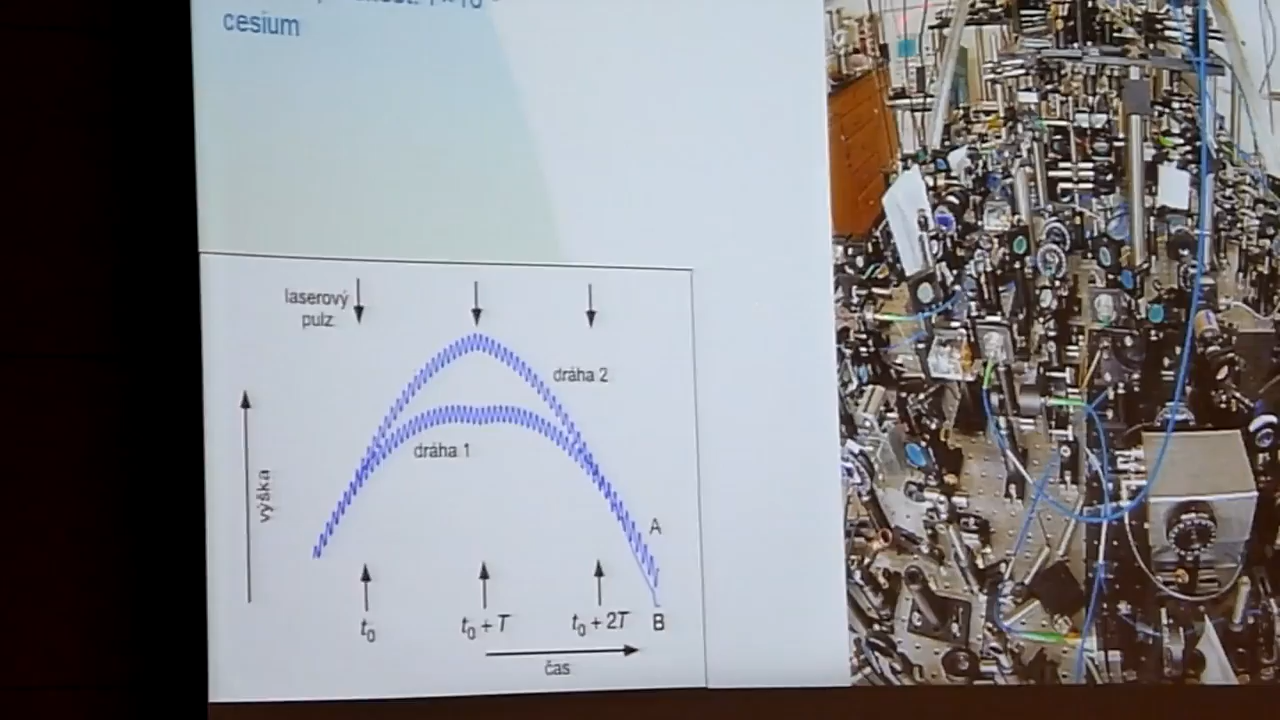 cesium
laserový
pulz
dráha 2
dráha 1
výška
A
t₀
t₀ + T
t₀ + 2T
B
čas